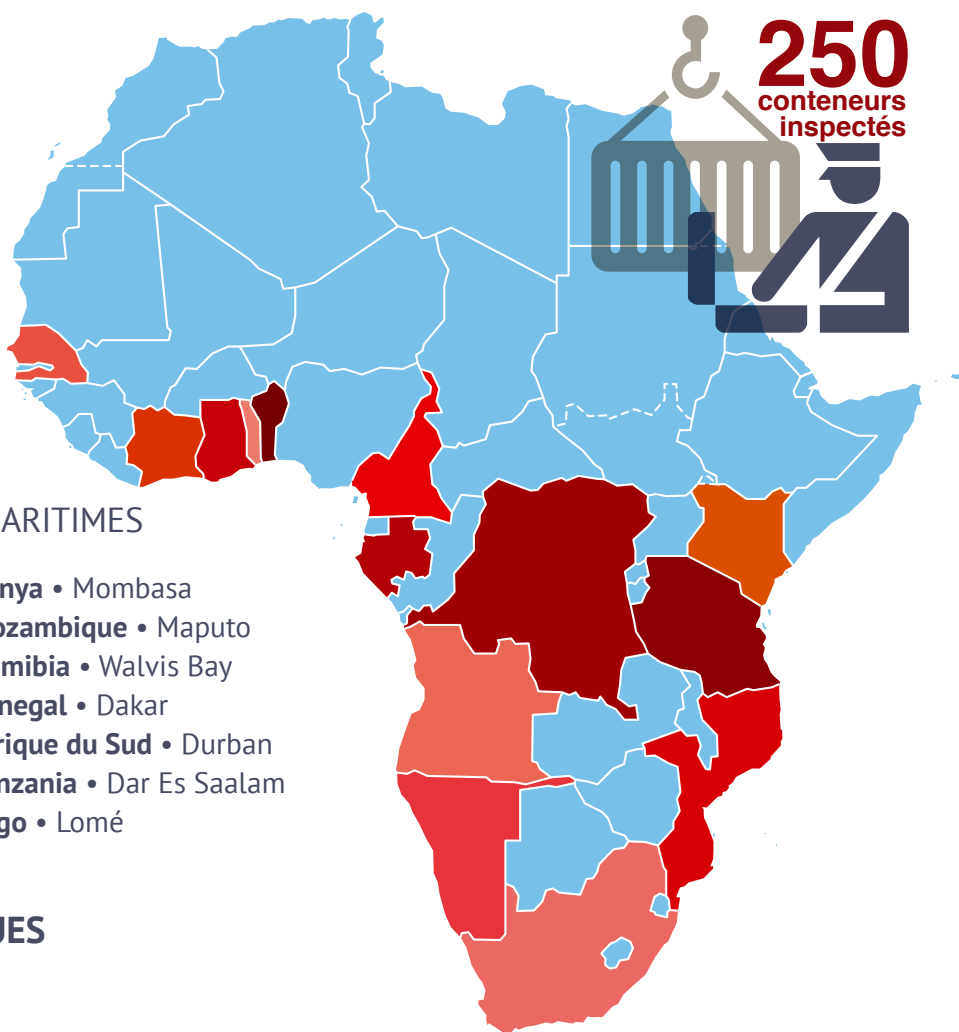 250
conteneurs
inspectés
ARITIMES
nya • Mombasa
ozambique • Maputo
mibia • Walvis Bay
negal • Dakar
rique du Sud • Durban
nzania • Dar Es Saalam
go • Lomé
UES